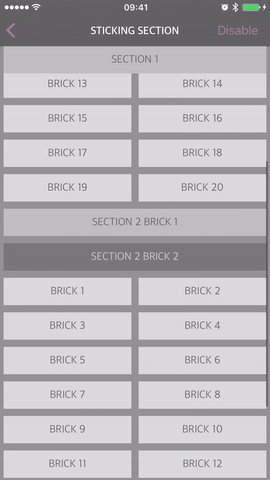 09:41
STICKING SECTION
Disable
SECTION 1
BRICK 13
BRICK 14
BRICK 15
BRICK 16
BRICK 17
BRICK 18
BRICK 19
BRICK 20
SECTION 2 BRICK 1
SECTION 2 BRICK 2
BRICK 1
BRICK 2
BRICK 3
BRICK 4
BRICK 5
BRICK 6
BRICK 7
BRICK 8
BRICK 9
BRICK 10
BRICK 11
BRICK 12